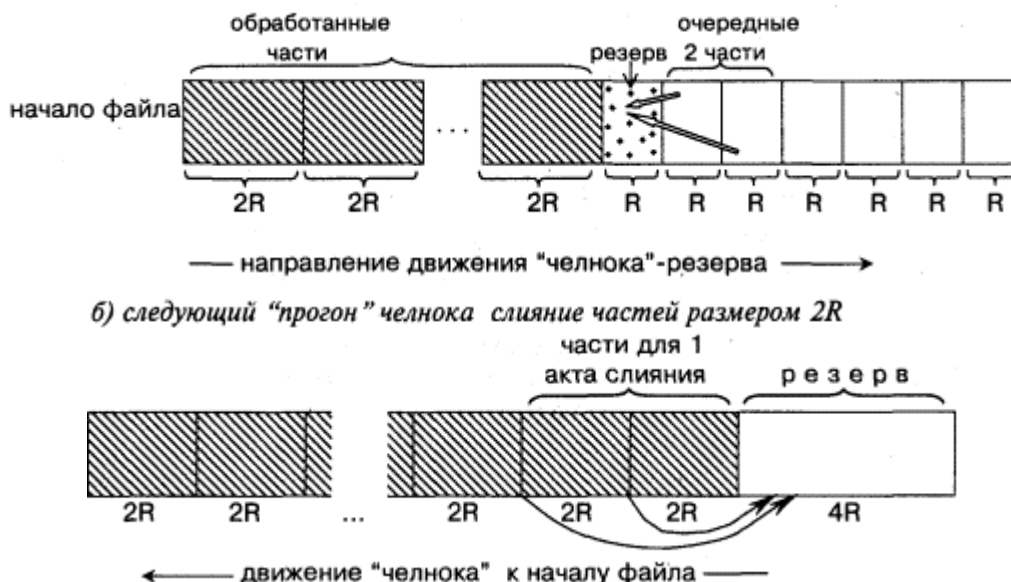 обработанные части
очередные 2 части
резерв
начало файла
...
2R 2R 2R R R R R R R R
направление движения "челнока"-резерва
б) следующий "прогон" челнока слияние частей размером 2R
части для 1 акта слияния
р е з е р в
2R 2R ... 2R 2R 2R 4R
движение "челнока" к началу файла